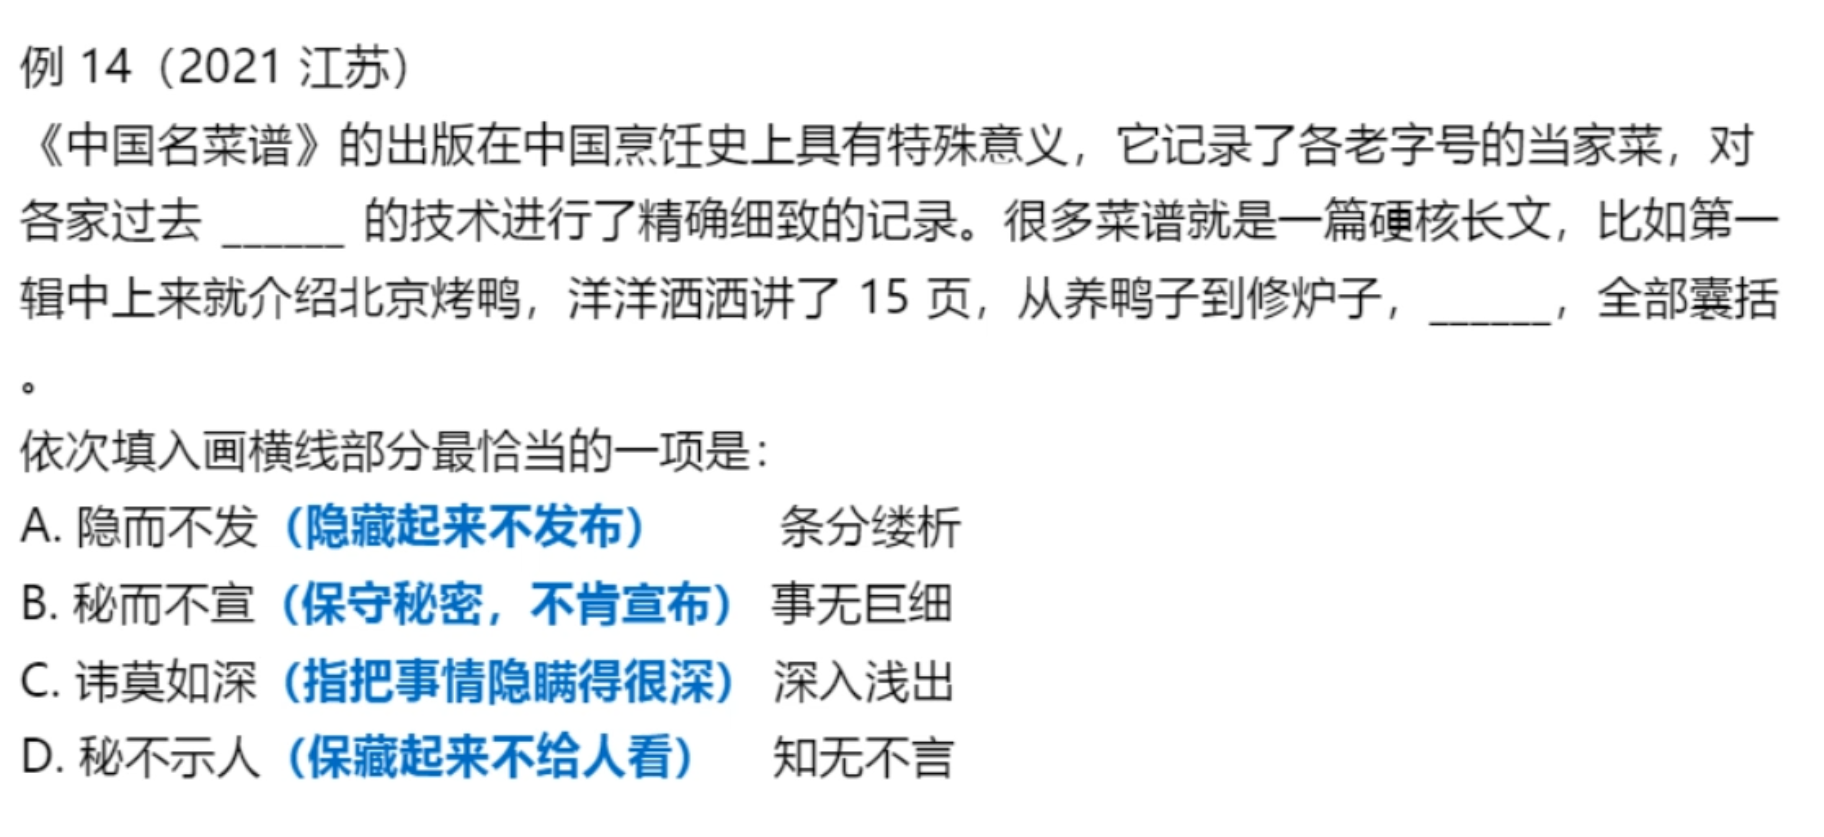 例 14（2021 江苏）
《中国名菜谱》的出版在中国烹饪史上具有特殊意义，它记录了各老字号的当家菜，对
各家过去 ______ 的技术进行了精确细致的记录。很多菜谱就是一篇硬核长文，比如第一
辑中上来就介绍北京烤鸭，洋洋洒洒讲了 15 页，从养鸭子到修炉子，______，全部囊括
。
依次填入画横线部分最恰当的一项是：
A. 隐而不发（隐藏起来不发布） 条分缕析
B. 秘而不宣（保守秘密，不肯宣布） 事无巨细
C. 讳莫如深（指把事情隐瞒得很深） 深入浅出
D. 秘不示人（保藏起来不给人看） 知无不言